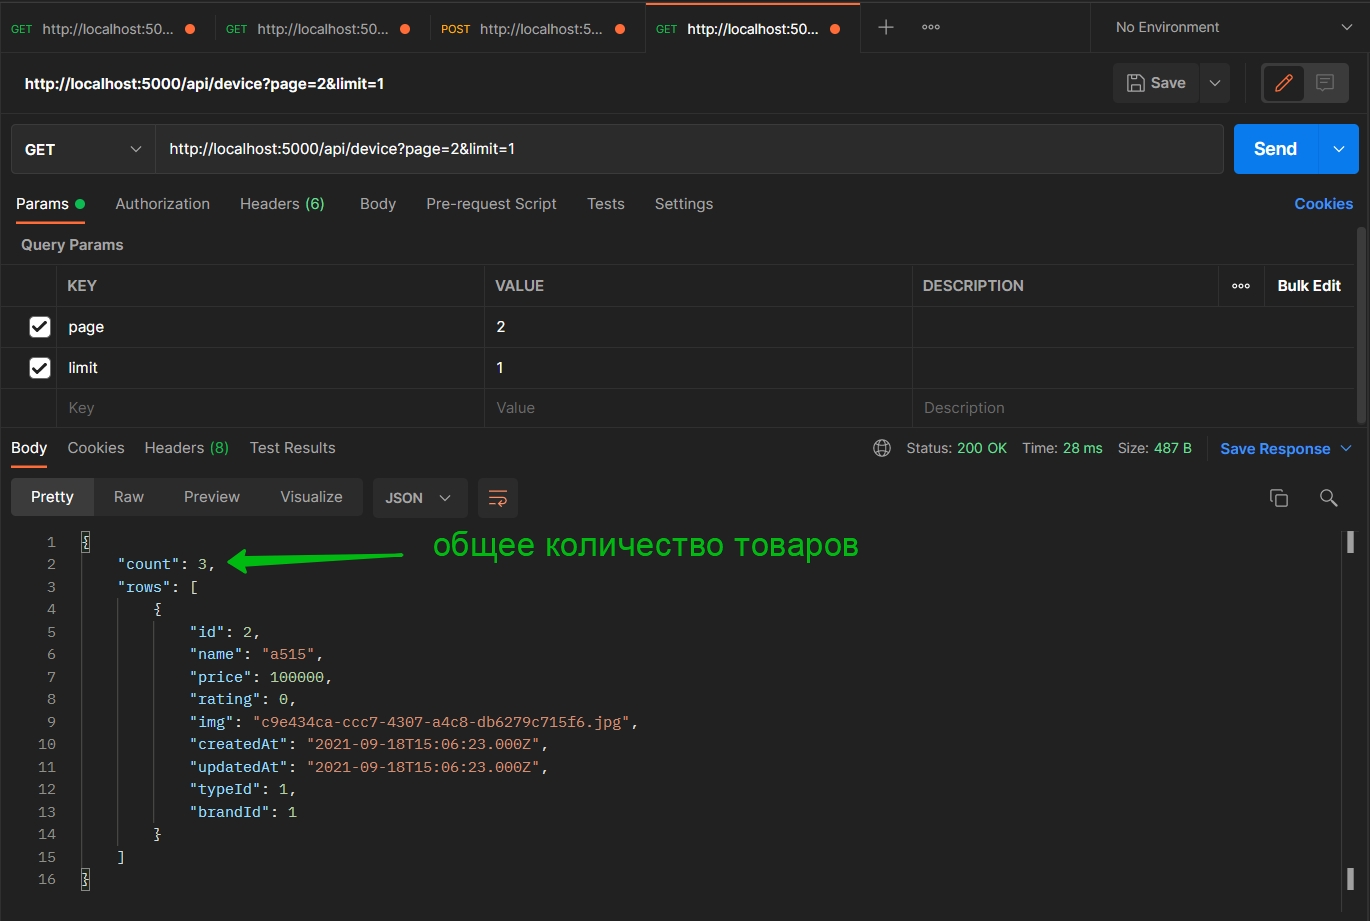 GET http://localhost:50... GET http://localhost:50... POST http://localhost:5... GET http://localhost:50... No Environment
http://localhost:5000/api/device?page=2&limit=1 Save
GET http://localhost:5000/api/device?page=2&limit=1 Send
Params Authorization Headers (6) Body Pre-request Script Tests Settings Cookies
Query Params
KEY VALUE DESCRIPTION Bulk Edit
page 2
limit 1
Key Value Description
Body Cookies Headers (8) Test Results Status: 200 OK Time: 28 ms Size: 487 B Save Response
Pretty Raw Preview Visualize JSON
1 {
общее количество товаров
2 "count": 3,
3 "rows": [
4 {
5 "id": 2,
6 "name": "a515",
7 "price": 100000,
8 "rating": 0,
9 "img": "c9e434ca-ccc7-4307-a4c8-db6279c715f6.jpg",
10 "createdAt": "2021-09-18T15:06:23.000Z",
11 "updatedAt": "2021-09-18T15:06:23.000Z",
12 "typeId": 1,
13 "brandId": 1
14 }
15 ]
16 }